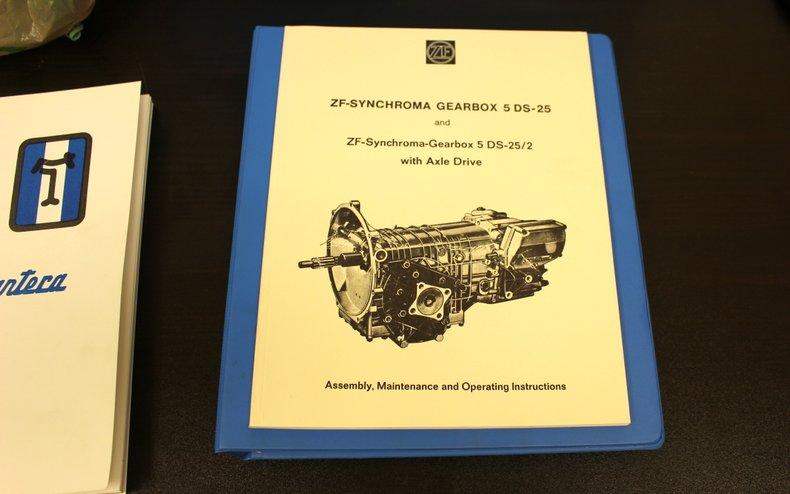 ZF
ZF-SYNCHROMA GEARBOX 5 DS-25
and
ZF-Synchroma-Gearbox 5 DS-25/2
with Axle Drive
Assembly, Maintenance and Operating Instructions